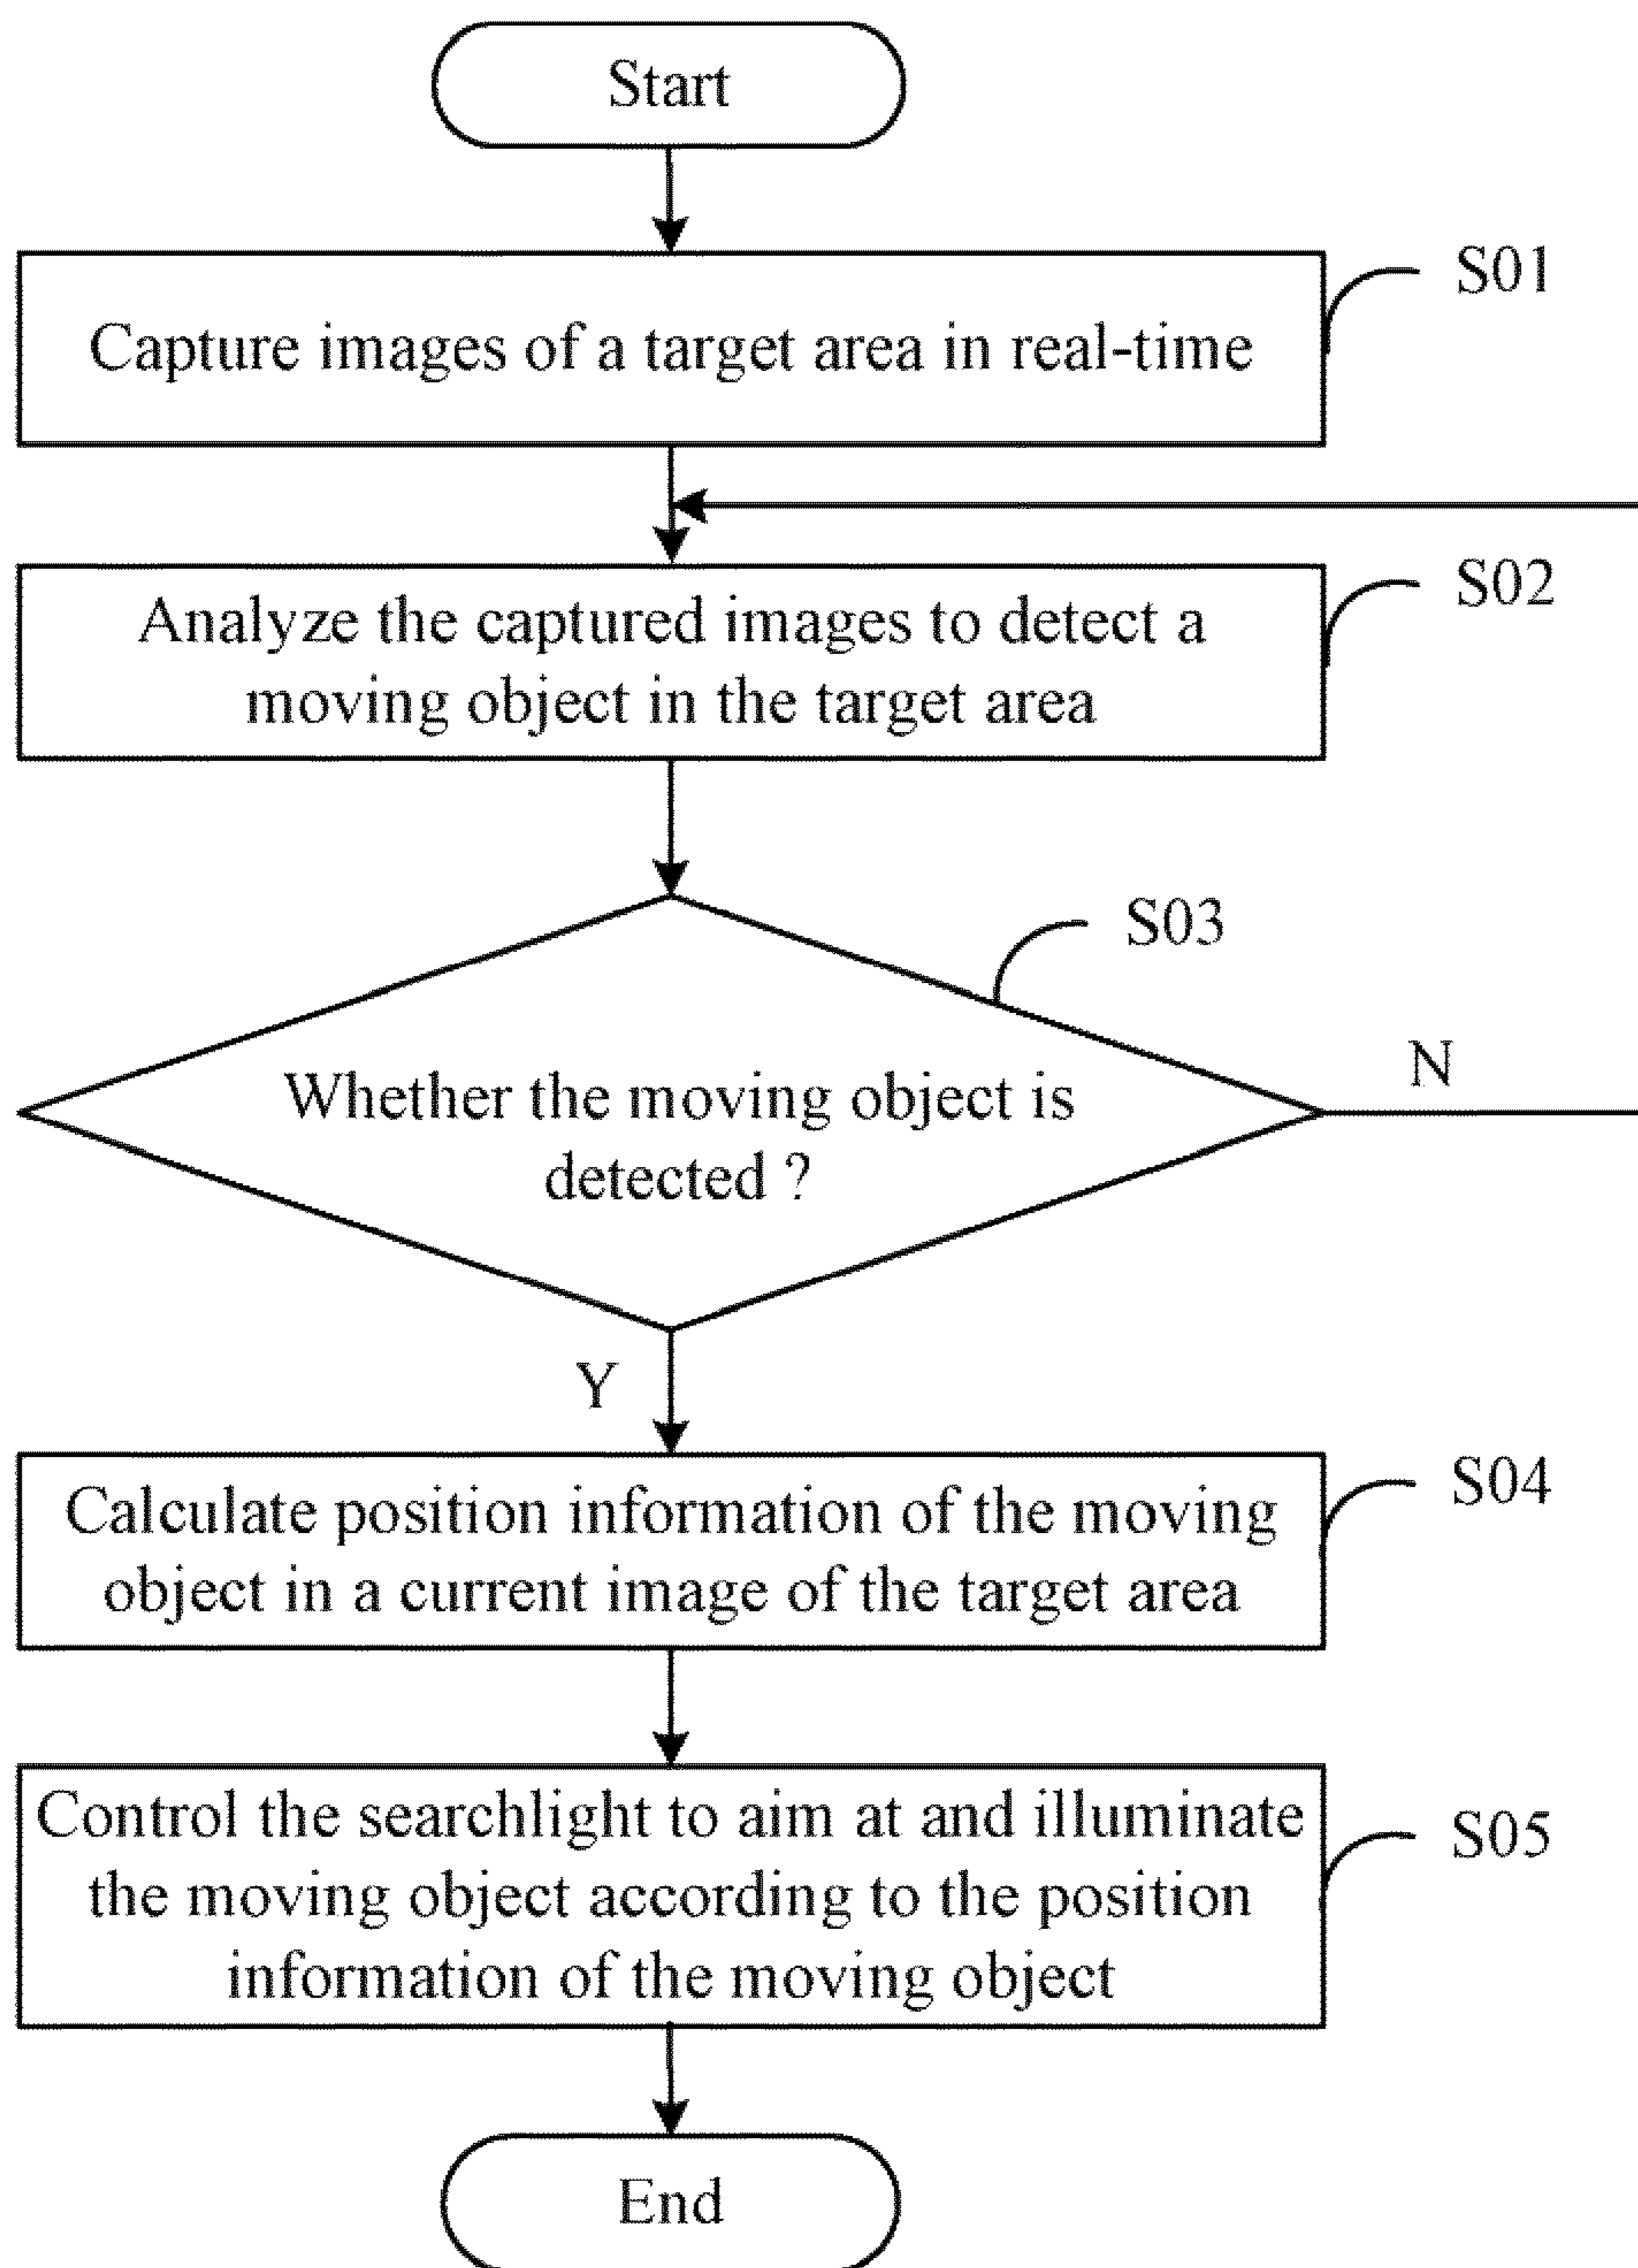 Start
S01
Capture images of a target area in real-time
S02
Analyze the captured images to detect a
moving object in the target area
S03
N
Whether the moving object is
detected ?
Y
S04
Calculate position information of the moving
object in a current image of the target area
Control the searchlight to aim at and illuminate
S05
the moving object according to the position
information of the moving object
End